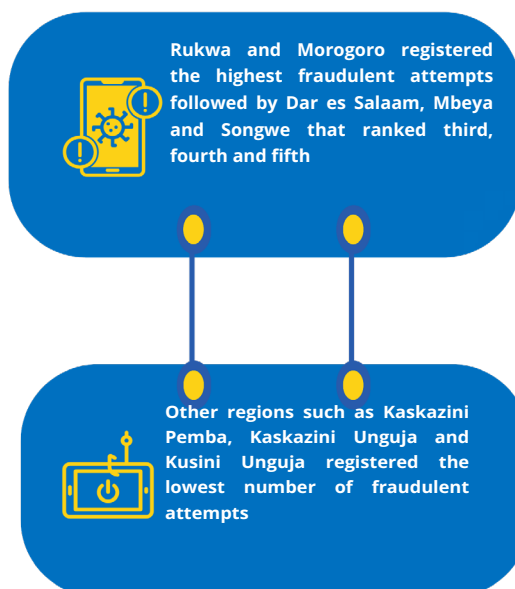 Rukwa and Morogoro registered
the highest fraudulent attempts
followed by Dar es Salaam, Mbeya
and Songwe that ranked third,
fourth and fifth
Other regions such as Kaskazini
Pemba, Kaskazini Unguja and
Kusini Unguja registered the
lowest number of fraudulent
attempts